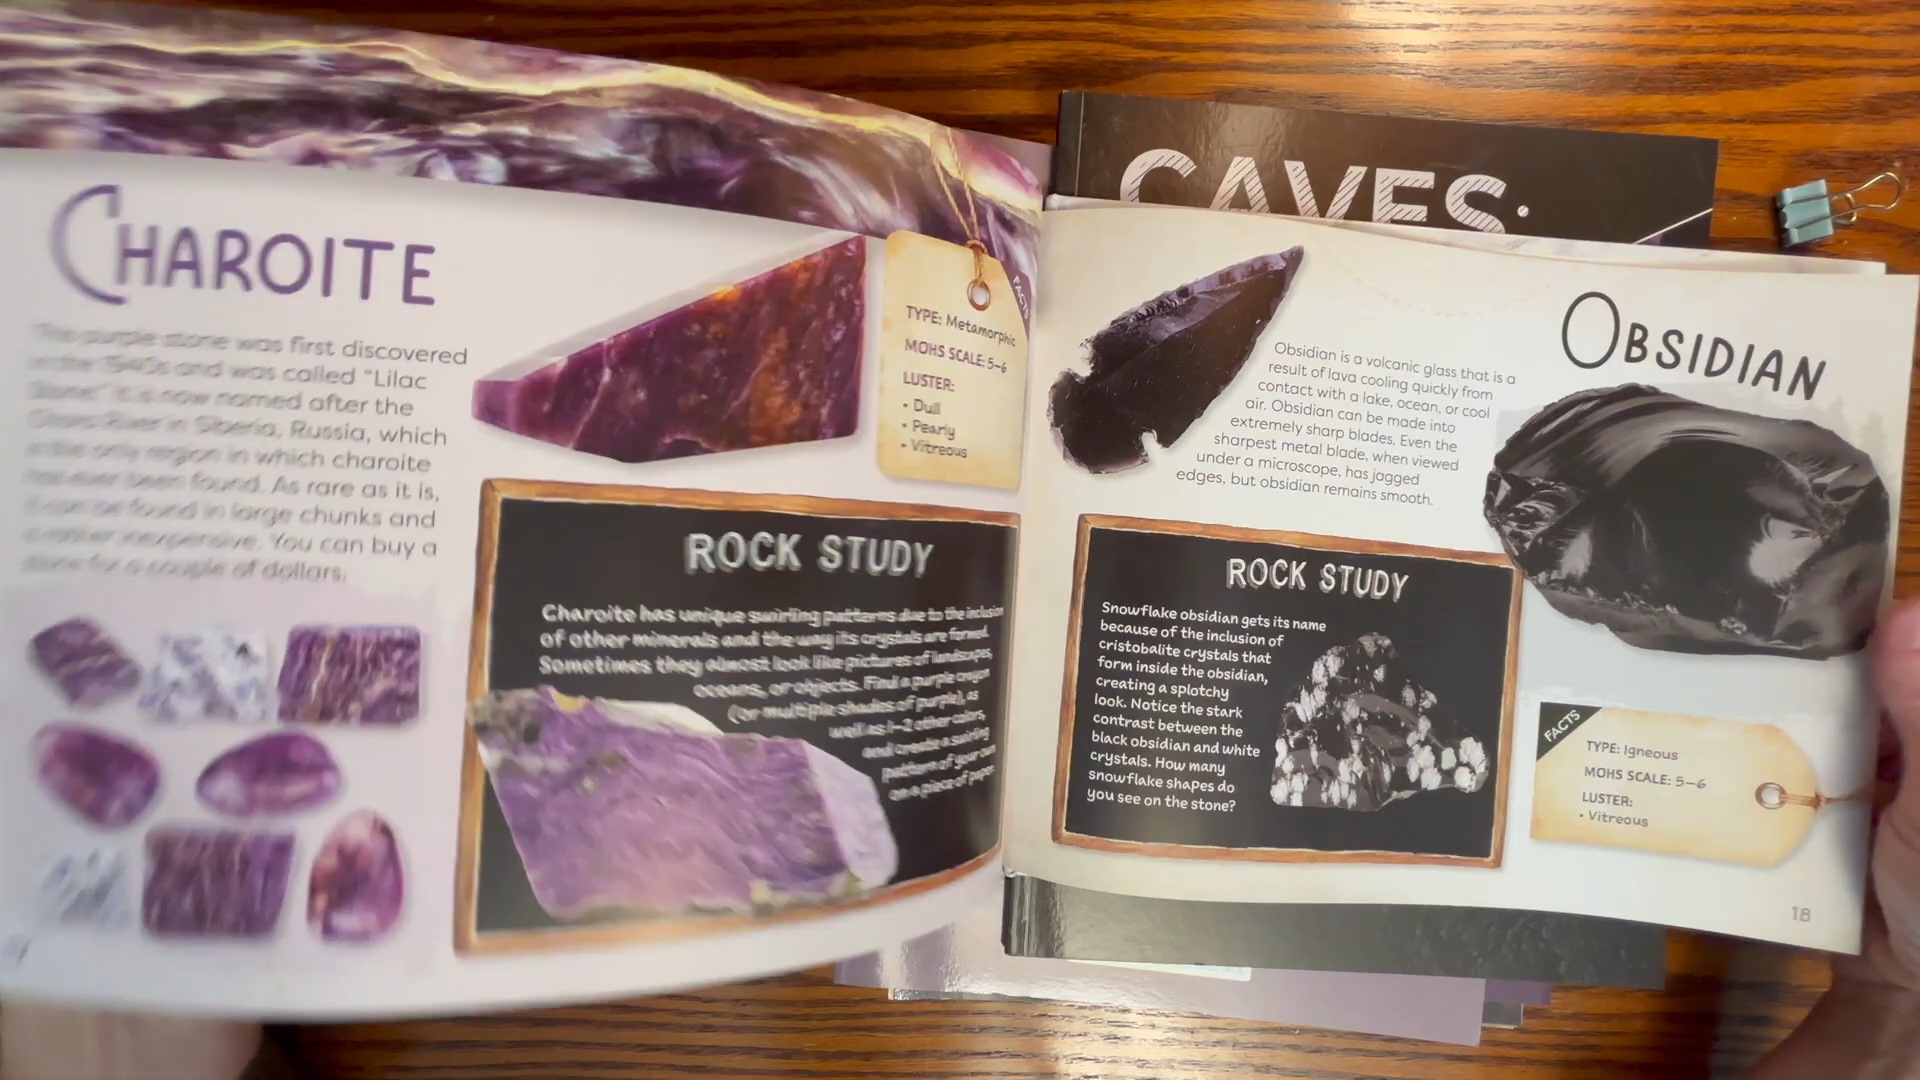 CAVES:
CHAROITE
This purple stone was first discovered
in the 1940s and was called "Lilac
Stone." It is now named after the
Charo River in Siberia, Russia, which
is the only region in which charoite
has ever been found. As rare as it is,
it can be found in large chunks and
is rather inexpensive. You can buy a
stone for a couple of dollars.
FACTS
TYPE: Metamorphic
MOHS SCALE: 5–6
LUSTER:
• Dull
• Pearly
• Vitreous
ROCK STUDY
Charoite has unique swirling patterns due to the inclusion
of other minerals and the way its crystals are formed.
Sometimes they almost look like pictures of landscapes,
oceans, or objects. Find a purple crayon
(or multiple shades of purple), as
well as 1–2 other colors,
and create a swirling
pattern of your own
on a piece of paper.
OBSIDIAN
Obsidian is a volcanic glass that is a
result of lava cooling quickly from
contact with a lake, ocean, or cool
air. Obsidian can be made into
extremely sharp blades. Even the
sharpest metal blade, when viewed
under a microscope, has jagged
edges, but obsidian remains smooth.
ROCK STUDY
Snowflake obsidian gets its name
because of the inclusion of
cristobalite crystals that
form inside the obsidian,
creating a splotchy
look. Notice the stark
contrast between the
black obsidian and white
crystals. How many
snowflake shapes do
you see on the stone?
FACTS
TYPE: Igneous
MOHS SCALE: 5–6
LUSTER:
• Vitreous
18